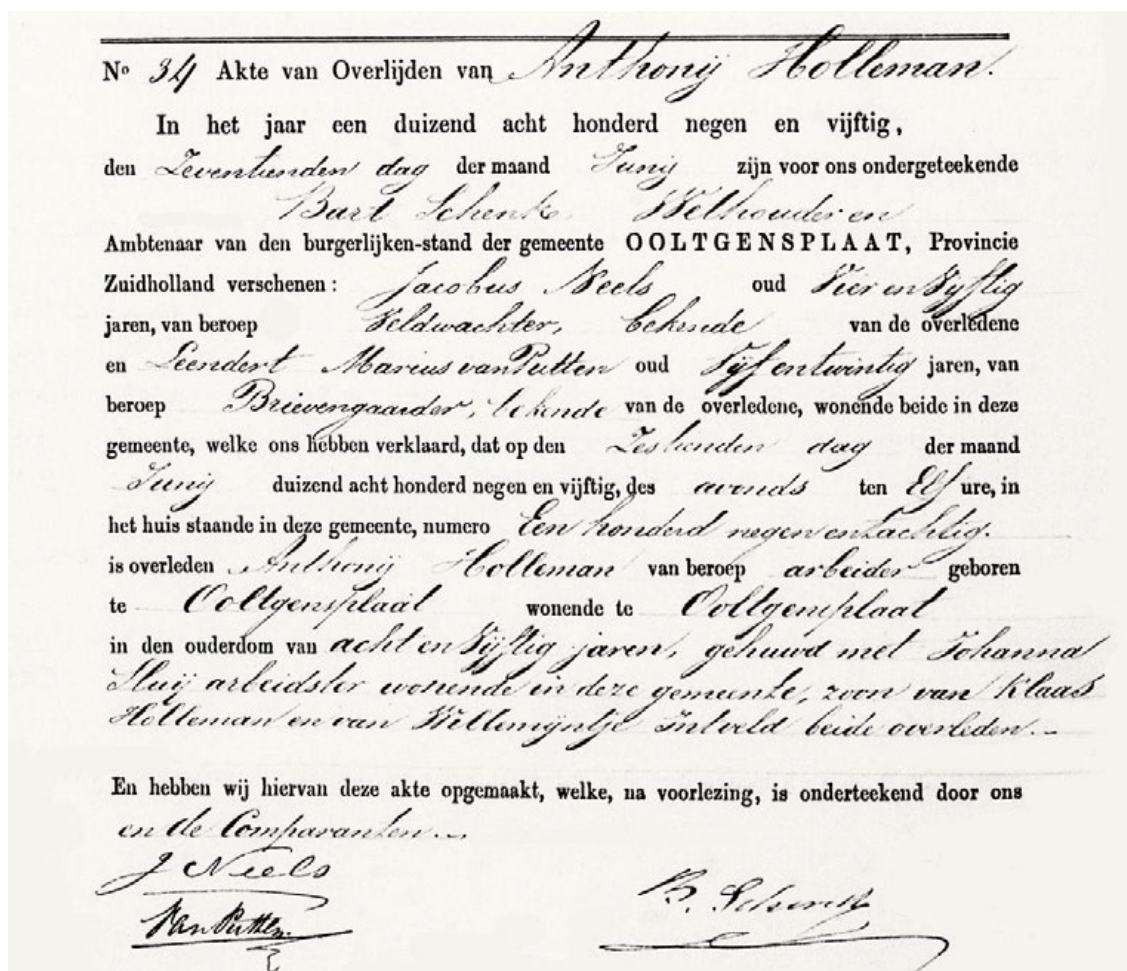 No 34 Akte van Overlijden van Anthonij Holleman.
In het jaar een duizend acht honderd negen en vijftig,
den Zeventienden dag der maand Junij zijn voor ons ondergeteekende
Bart Schenk, Wethouder en
Ambtenaar van den burgerlijken-stand der gemeente OOLTGENSPLAAT, Provincie
Zuidholland verschenen: Jacobus Neels oud Vier en Vijftig
jaren, van beroep Veldwachter, bekende van de overledene
en Leendert Marius van Putten oud Vijf en twintig jaren, van
beroep Brievengaarder, bekende van de overledene, wonende beide in deze
gemeente, welke ons hebben verklaard, dat op den Zestienden dag der maand
Junij duizend acht honderd negen en vijftig, des avonds ten Elf ure, in
het huis staande in deze gemeente, numero Een honderd negen en tachtig.
is overleden Anthonij Holleman van beroep arbeider geboren
te Ooltgensplaat wonende te Ooltgensplaat
in den ouderdom van acht en Vijftig jaren, gehuwd met Johanna
Sluij arbeidster wonende in deze gemeente, zoon van Klaas
Holleman en van Willemijntje Intveld beide overleden.—
En hebben wij hiervan deze akte opgemaakt, welke, na voorlezing, is onderteekend door ons
en de Comparanten.—
J Neels
B. Schenk
Van Putten.